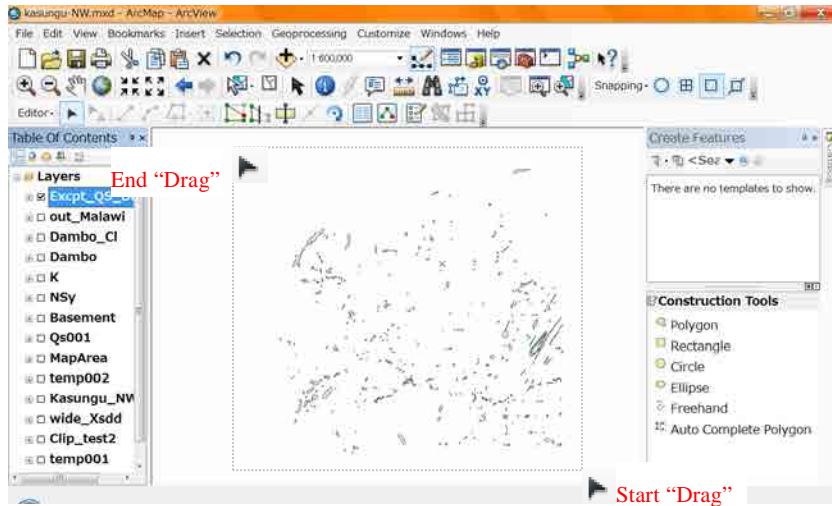 kasungu-NW.mxd - ArcMap - ArcView
File Edit View Bookmarks Insert Selection Geoprocessing Customize Windows Help
1:600,000
Snapping
Editor
Table Of Contents
Create Features
Layers
End “Drag”
There are no templates to show.
out_Malawi
Dambo_Cl
Dambo
K
NSy
Basement
Qs001
MapArea
temp002
Kasungu_NW
wide_Xsdd
Clip_test2
temp001
Construction Tools
Polygon
Rectangle
Circle
Ellipse
Freehand
Auto Complete Polygon
Start “Drag”